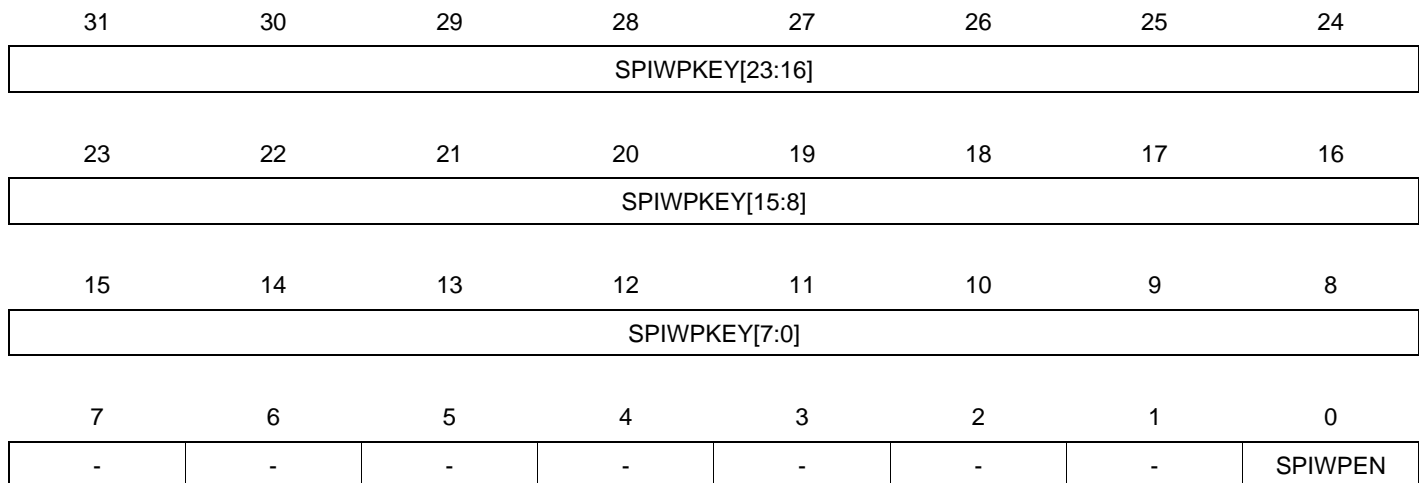 31 30 29 28 27 26 25 24
SPIWPKEY[23:16]
23 22 21 20 19 18 17 16
SPIWPKEY[15:8]
15 14 13 12 11 10 9 8
SPIWPKEY[7:0]
7 6 5 4 3 2 1 0
- - - - - - - SPIWPEN